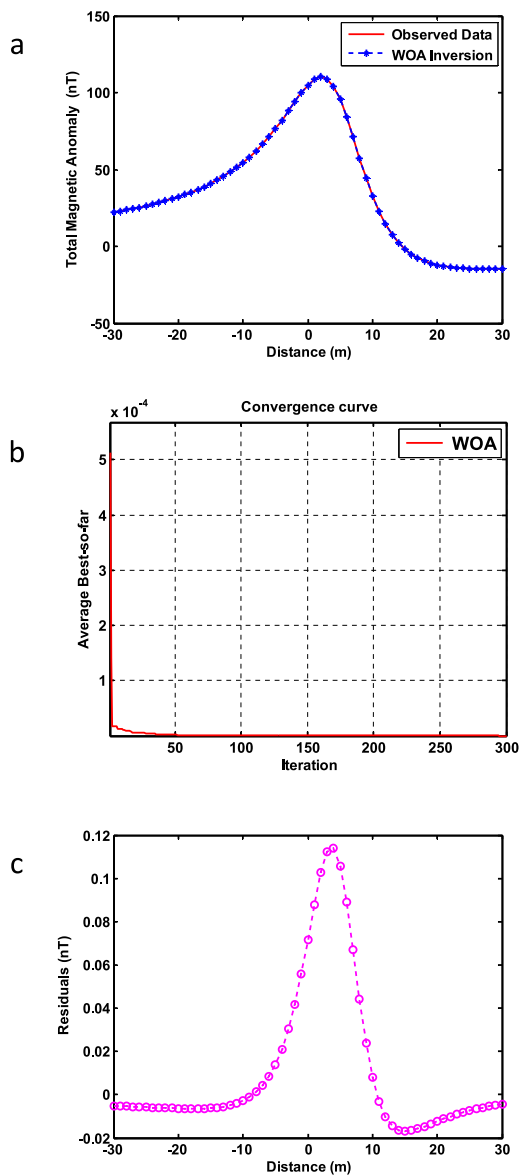 a
Observed Data
WOA Inversion
Total Magnetic Anomaly (nT)
150
100
50
0
-50
-30
-20
-10
0
10
20
30
Distance (m)
b
x 10-4
Convergence curve
WOA
Average Best-so-far
5
4
3
2
1
50
100
150
200
250
300
Iteration
c
Residuals (nT)
0.12
0.1
0.08
0.06
0.04
0.02
0
-0.02
-30
-20
-10
0
10
20
30
Distance (m)